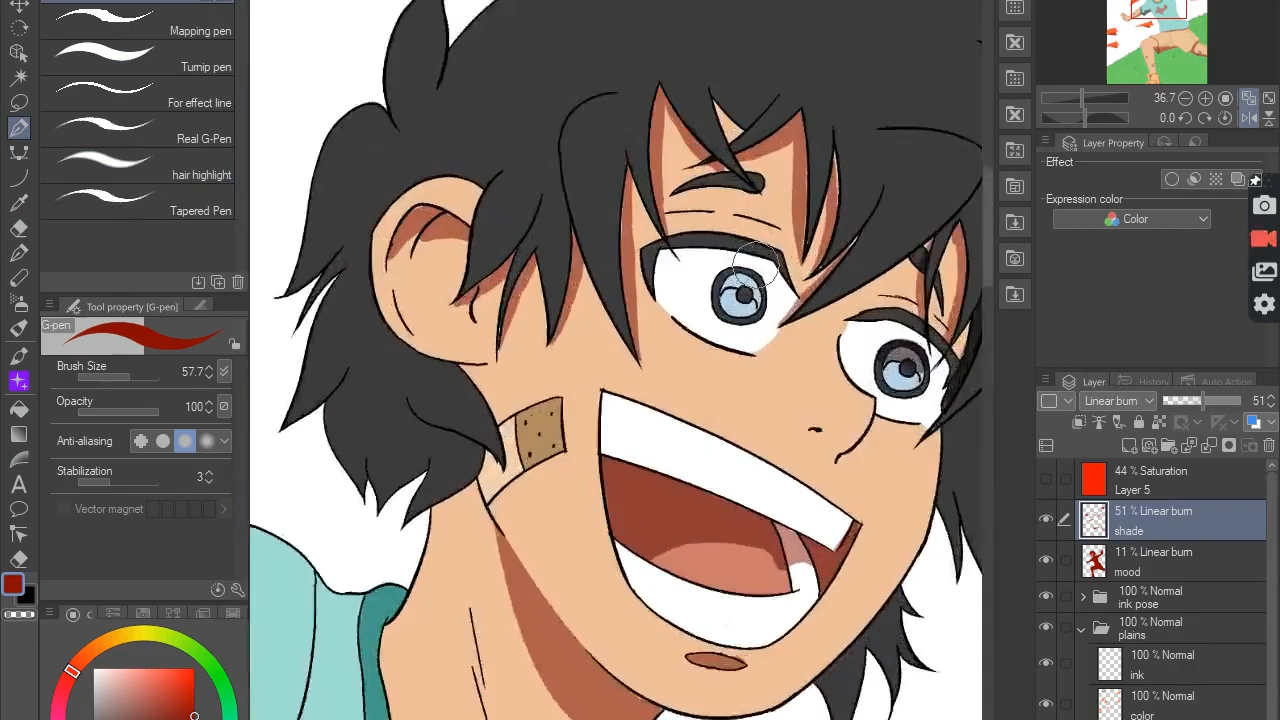 Mapping pen
Turnip pen
For effect line
Real G-Pen
hair highlight
Tapered Pen
Tool property [G-pen]
G-pen
Brush Size
57.7
Opacity
100
Anti-aliasing
Stabilization
3
Vector magnet
36.7
0.0
Layer Property
Effect
Expression color
Color
Layer
History
Auto Action
Linear burn
51
44 % Saturation
Layer 5
51 % Linear burn
shade
11 % Linear burn
mood
100 % Normal
ink pose
100 % Normal
plains
100 % Normal
ink
100 % Normal
color